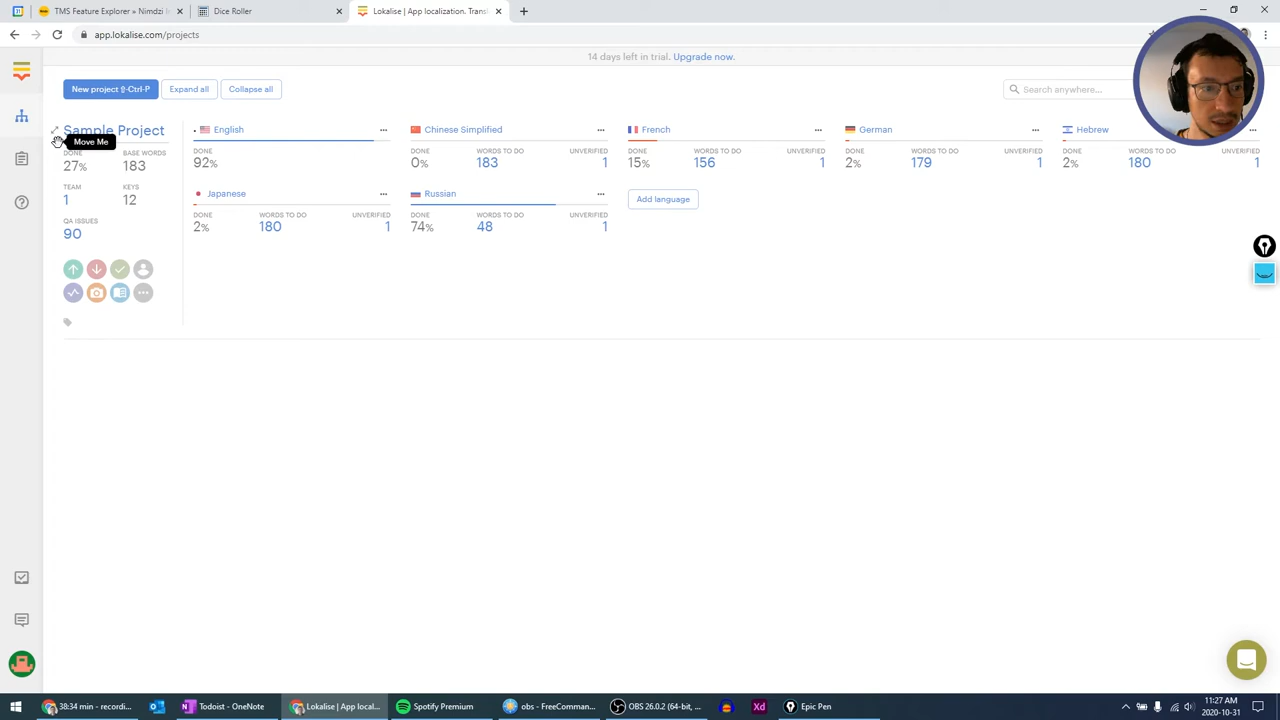 TMS Feature Explorer » Nimdzi I
Dice Roller
Lokalise | App localization. Trans
app.lokalise.com/projects
14 days left in trial. Upgrade now.
New project ⇧-Ctrl-P
Expand all
Collapse all
Search anywhere...
Sample Project
Move Me
DONE
BASE WORDS
27%
183
TEAM
KEYS
1
12
QA ISSUES
90
English
DONE
92%
Chinese Simplified
DONE
WORDS TO DO
UNVERIFIED
0%
183
1
French
DONE
WORDS TO DO
UNVERIFIED
15%
156
1
German
DONE
WORDS TO DO
UNVERIFIED
2%
179
1
Hebrew
DONE
WORDS TO DO
UNVERIFIED
2%
180
1
Japanese
DONE
WORDS TO DO
UNVERIFIED
2%
180
1
Russian
DONE
WORDS TO DO
UNVERIFIED
74%
48
1
Add language
38:34 min - recordi...
Todoist - OneNote
Lokalise | App local...
Spotify Premium
obs - FreeComman...
OBS 26.0.2 (64-bit, ...
Xd
Epic Pen
11:27 AM
2020-10-31